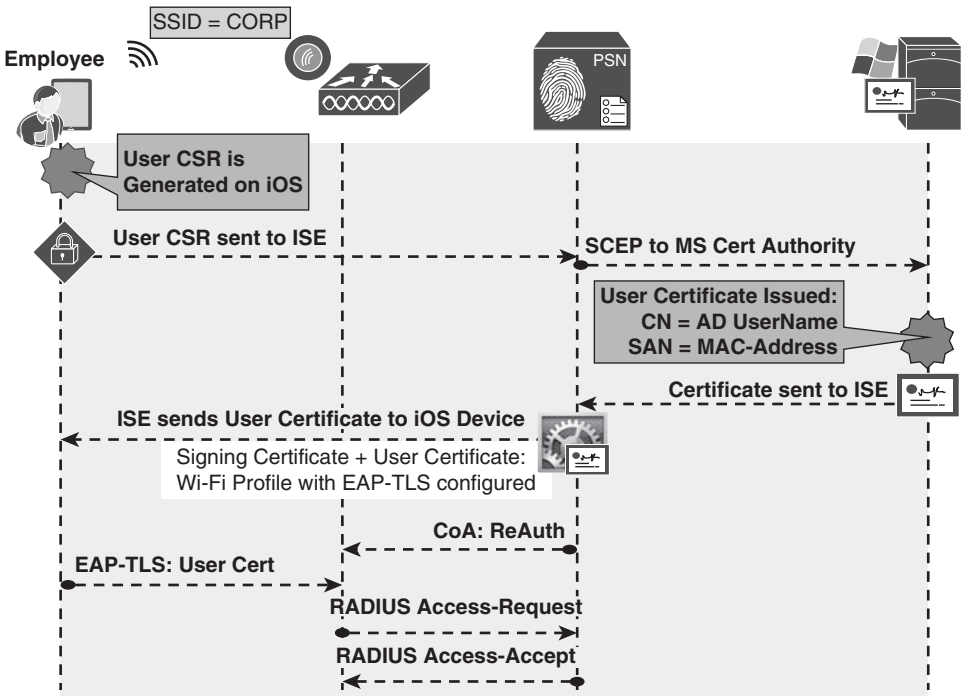 SSID = CORP
Employee
PSN
User CSR is
Generated on iOS
User CSR sent to ISE
SCEP to MS Cert Authority
User Certificate Issued:
CN = AD UserName
SAN = MAC-Address
Certificate sent to ISE
ISE sends User Certificate to iOS Device
Signing Certificate + User Certificate:
Wi-Fi Profile with EAP-TLS configured
CoA: ReAuth
EAP-TLS: User Cert
RADIUS Access-Request
RADIUS Access-Accept